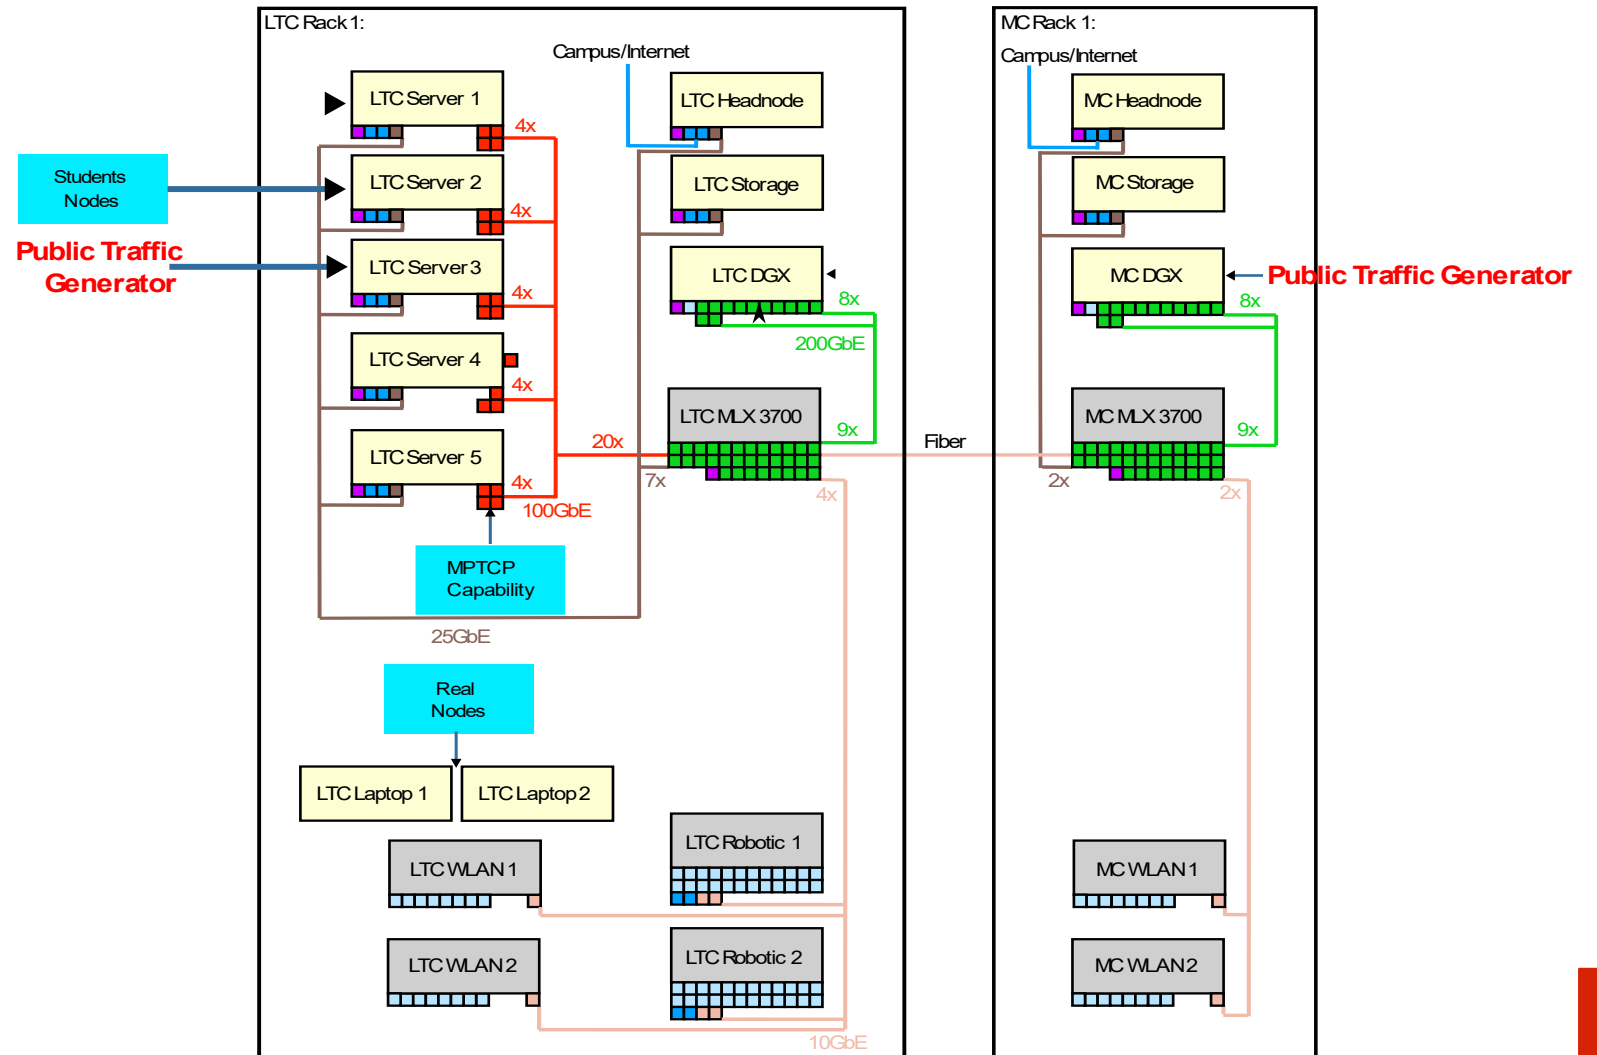 LTC Rack 1:
MC Rack 1:
Campus/Internet
Campus/Internet
LTC Server 1
4x
LTC Headnode
MC Headnode
Students
Nodes
LTC Server 2
4x
LTC Storage
MC Storage
Public Traffic
Generator
LTC Server 3
4x
LTC DGX
8x
200GbE
MC DGX
8x
Public Traffic Generator
LTC Server 4
4x
LTC MLX 3700
9x
MC MLX 3700
9x
20x
Fiber
LTC Server 5
4x
100GbE
7x
4x
2x
2x
MPTCP
Capability
25GbE
Real
Nodes
LTC Laptop 1
LTC Laptop 2
LTC Robotic 1
LTC WLAN 1
MC WLAN 1
LTC Robotic 2
LTC WLAN 2
MC WLAN 2
10GbE